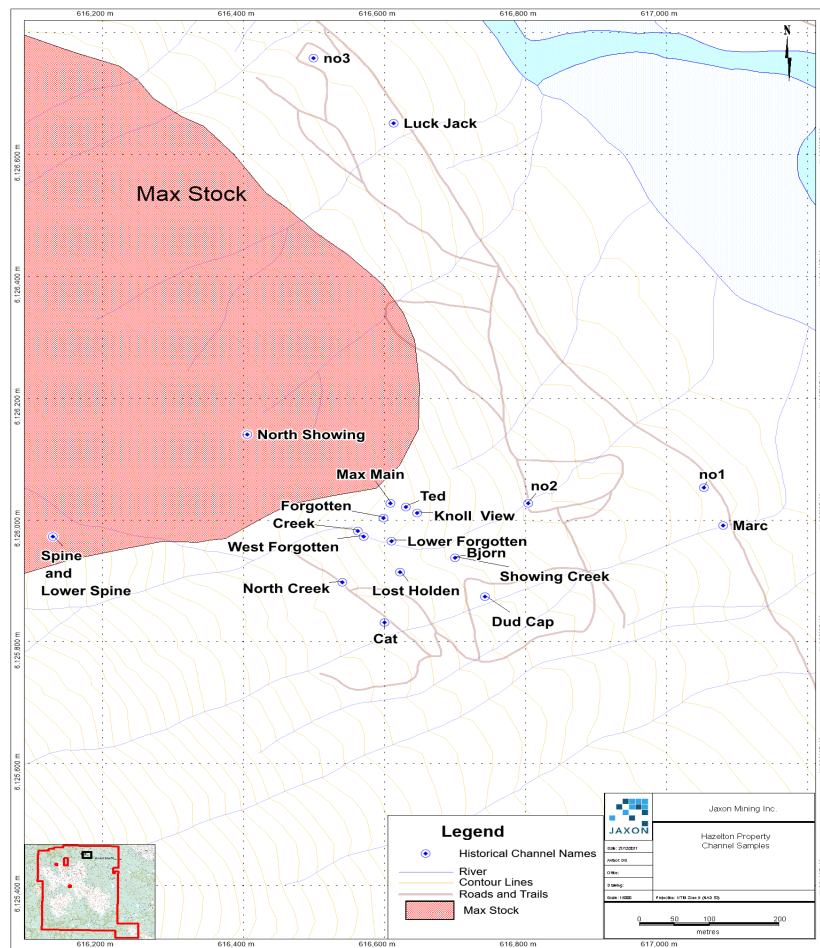 616,200 m
616,400 m
616,600 m
616,800 m
617,000 m
N
no3
Luck Jack
6,126,600 m
Max Stock
6,126,400 m
6,126,200 m
North Showing
Max Main
Ted
no2
no1
Forgotten
Knoll View
6,126,000 m
Creek
Marc
West Forgotten
Lower Forgotten
Bjorn
Spine
and
Lower Spine
Showing Creek
North Creek
Lost Holden
Dud Cap
Cat
6,125,800 m
6,125,600 m
6,125,400 m
Legend
Historical Channel Names
River
Contour Lines
Roads and Trails
Max Stock
JAXON
Jaxon Mining Inc.
Hazelton Property
Channel Samples
Office:
Drawing:
0 50 100 200
metres
616,200 m
616,400 m
616,600 m
616,800 m
617,000 m